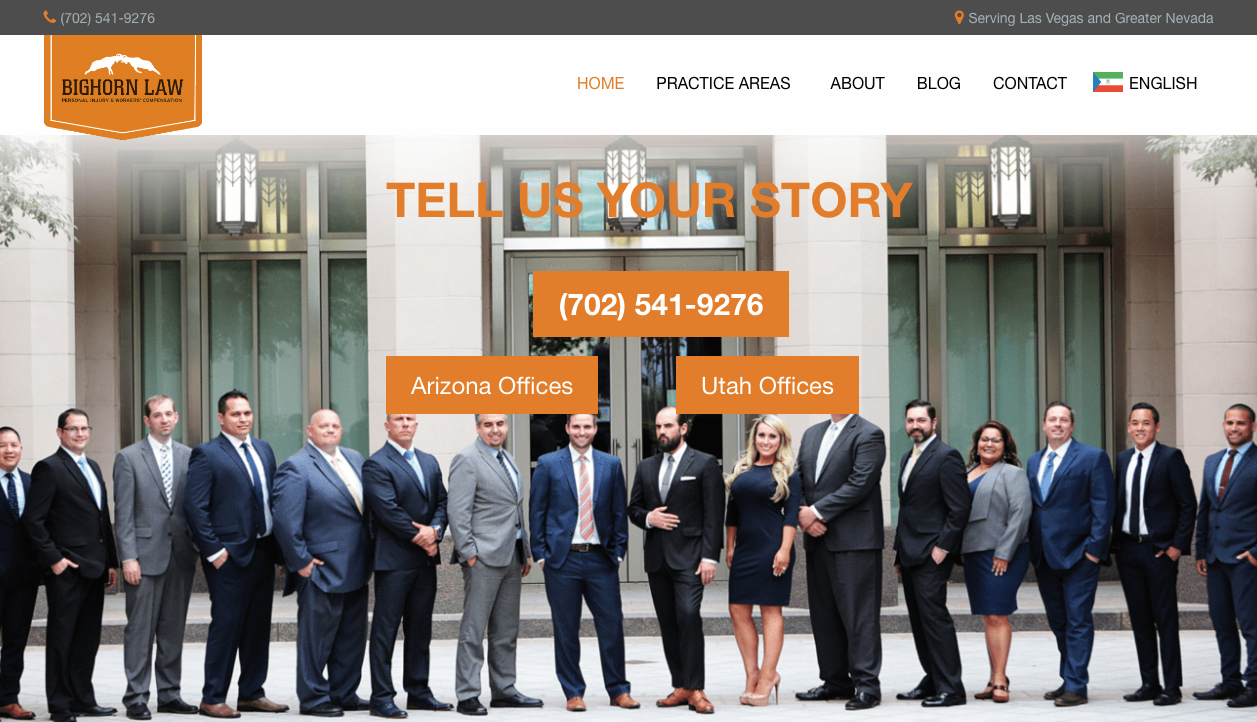 (702) 541-9276
Serving Las Vegas and Greater Nevada
BIGHORN LAW
PERSONAL INJURY & WORKERS' COMPENSATION
HOME
PRACTICE AREAS
ABOUT
BLOG
CONTACT
ENGLISH
TELL US YOUR STORY
(702) 541-9276
Arizona Offices
Utah Offices